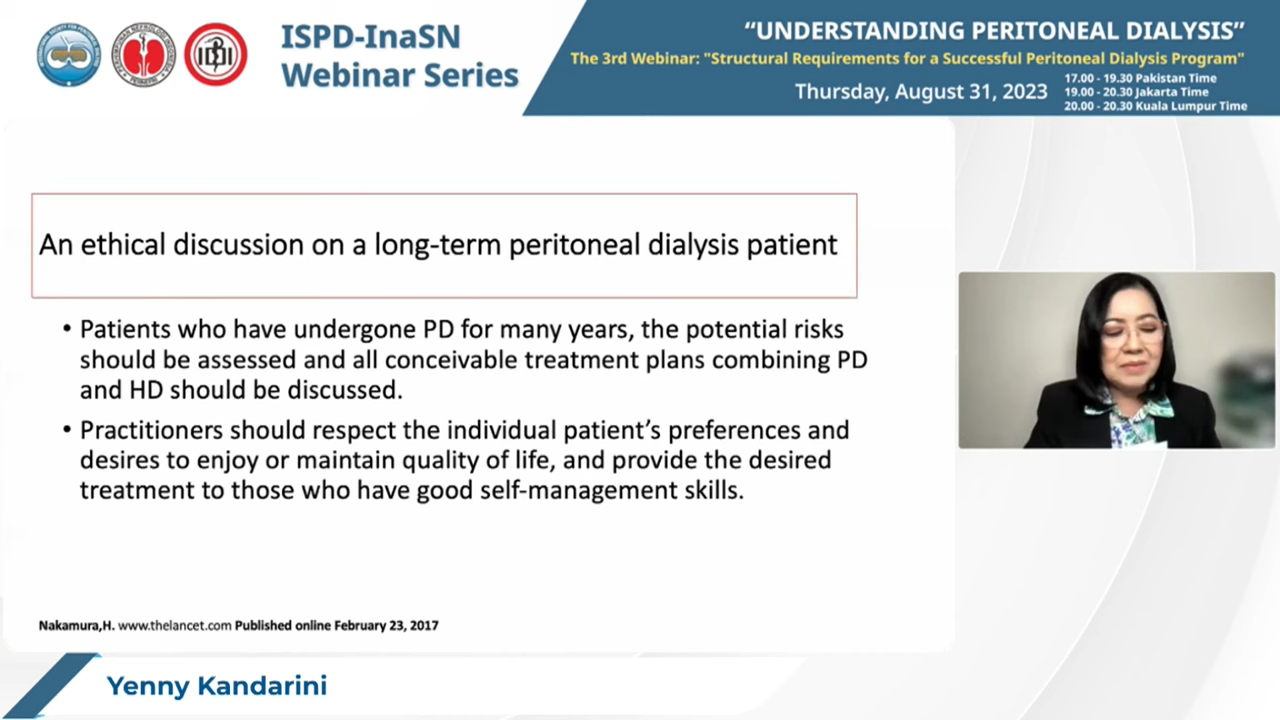 ISPD-InaSN
Webinar Series
“UNDERSTANDING PERITONEAL DIALYSIS”
The 3rd Webinar: "Structural Requirements for a Successful Peritoneal Dialysis Program"
Thursday, August 31, 2023
17.00 - 19.30 Pakistan Time
19.00 - 20.30 Jakarta Time
20.00 - 20.30 Kuala Lumpur Time
An ethical discussion on a long-term peritoneal dialysis patient
• Patients who have undergone PD for many years, the potential risks
should be assessed and all conceivable treatment plans combining PD
and HD should be discussed.
• Practitioners should respect the individual patient’s preferences and
desires to enjoy or maintain quality of life, and provide the desired
treatment to those who have good self-management skills.
Nakamura,H. www.thelancet.com Published online February 23, 2017
Yenny Kandarini